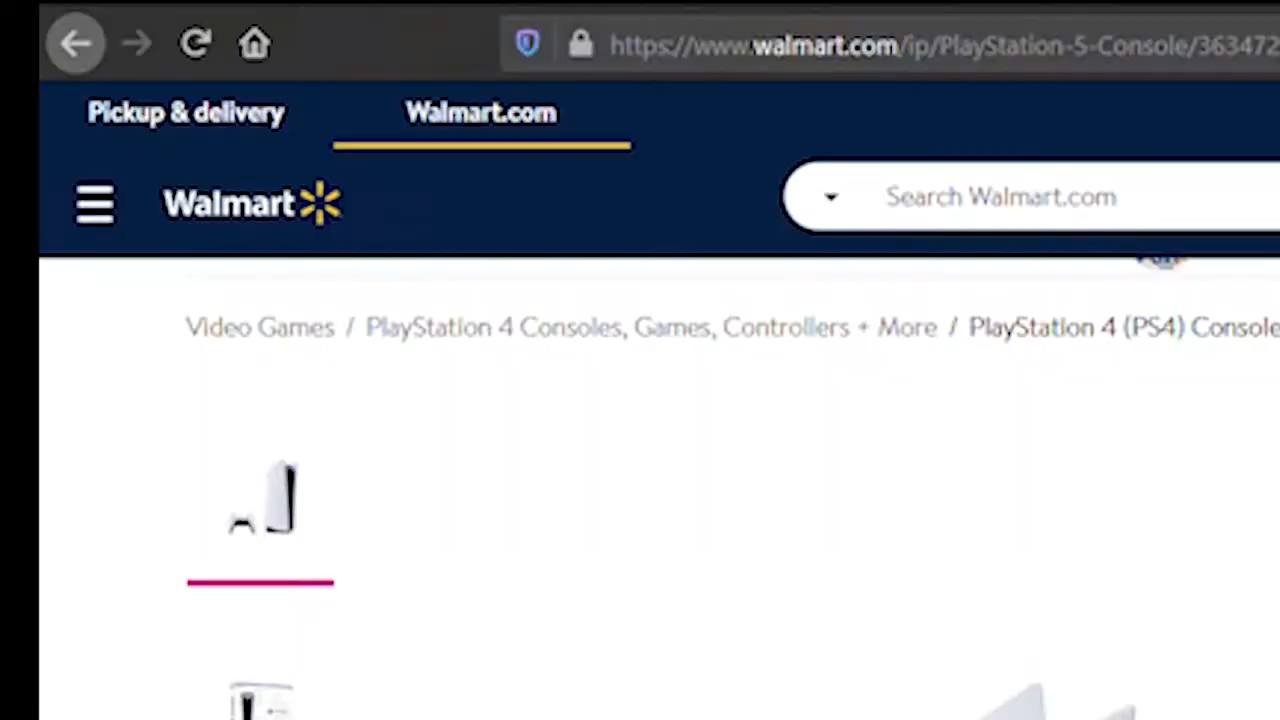 https://www.walmart.com/ip/PlayStation-5-Console/363472
Pickup & delivery Walmart.com
Walmart Search Walmart.com
Video Games / PlayStation 4 Consoles, Games, Controllers + More / PlayStation 4 (PS4) Console